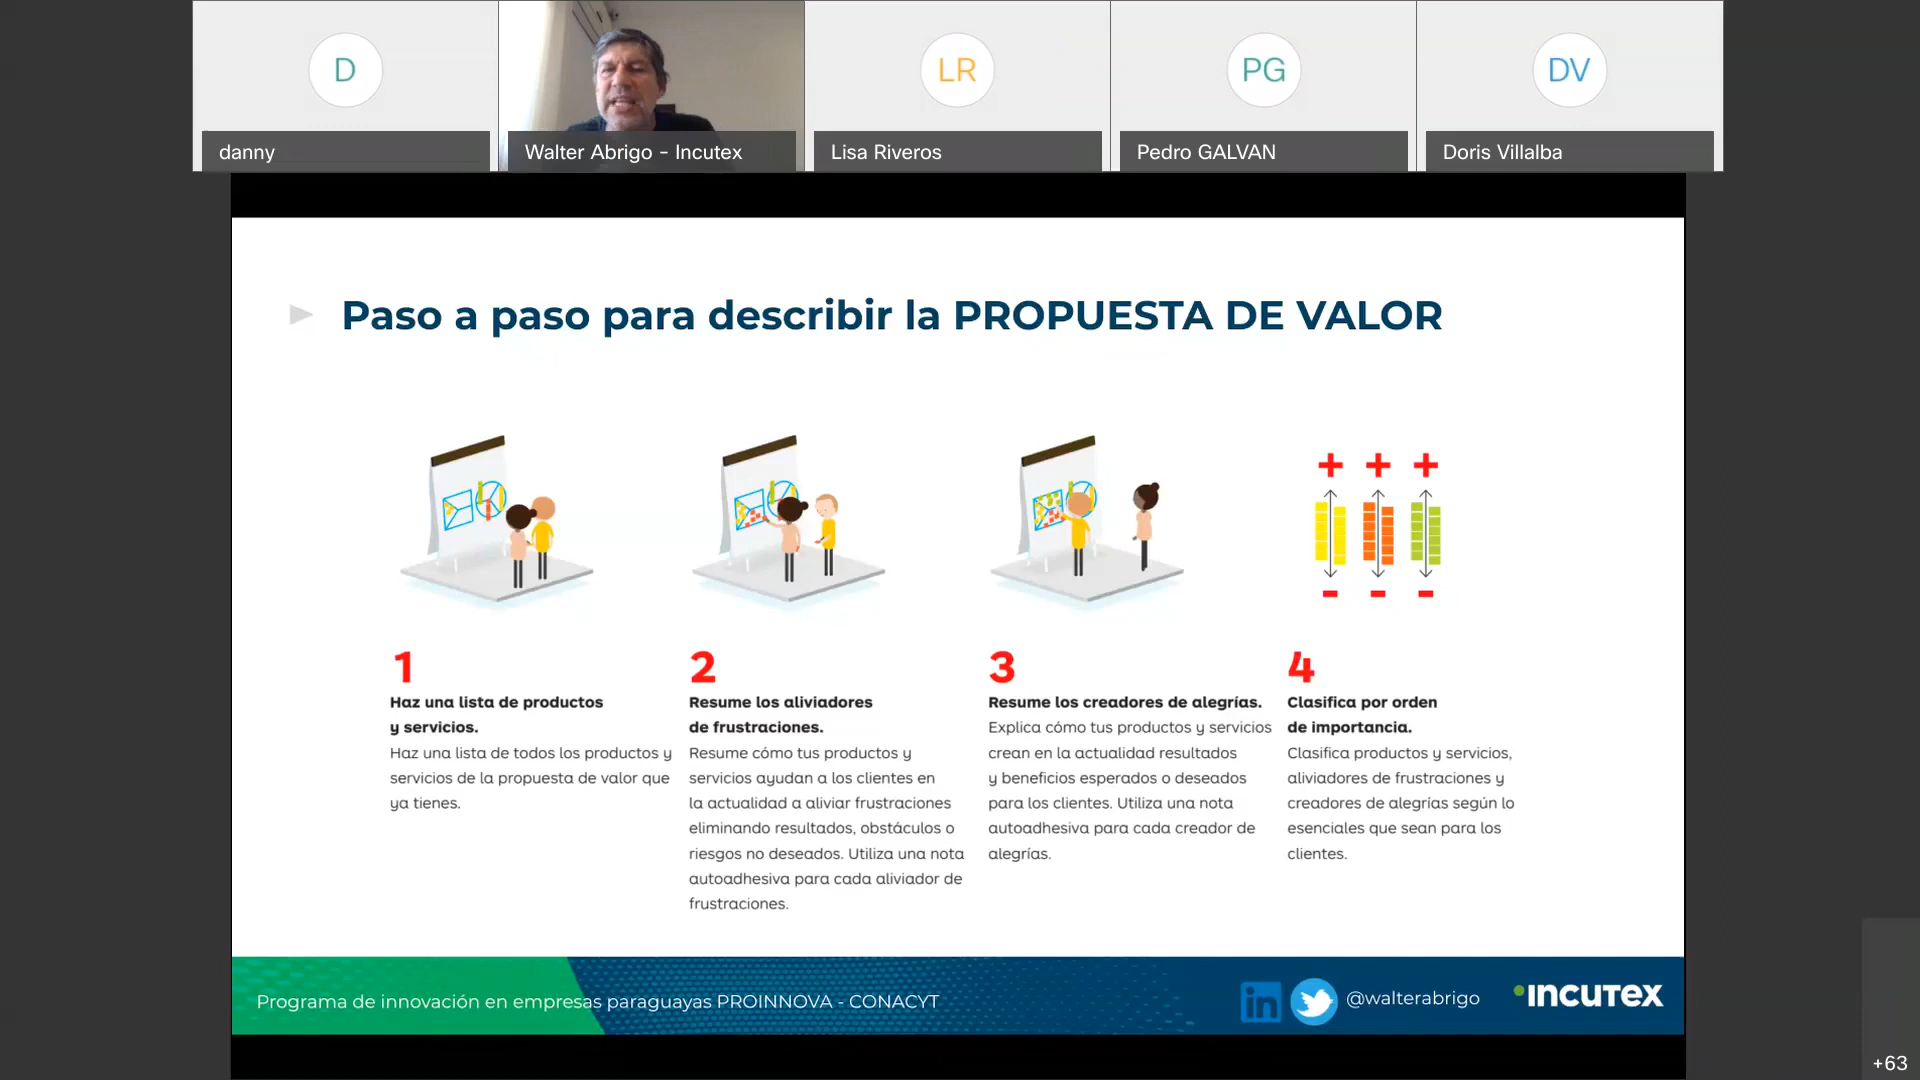 D
LR
PG
DV
danny
Walter Abrigo - Incutex
Lisa Riveros
Pedro GALVAN
Doris Villalba
Paso a paso para describir la PROPUESTA DE VALOR
+ + +
- - -
1
Haz una lista de productos
y servicios.
Haz una lista de todos los productos y
servicios de la propuesta de valor que
ya tienes.
2
Resume los aliviadores
de frustraciones.
Resume cómo tus productos y
servicios ayudan a los clientes en
la actualidad a aliviar frustraciones
eliminando resultados, obstáculos o
riesgos no deseados. Utiliza una nota
autoadhesiva para cada aliviador de
frustraciones.
3
Resume los creadores de alegrías.
Explica cómo tus productos y servicios
crean en la actualidad resultados
y beneficios esperados o deseados
para los clientes. Utiliza una nota
autoadhesiva para cada creador de
alegrías.
4
Clasifica por orden
de importancia.
Clasifica productos y servicios,
aliviadores de frustraciones y
creadores de alegrías según lo
esenciales que sean para los
clientes.
Programa de innovación en empresas paraguayas PROINNOVA - CONACYT
in
@walterabrigo
INCUTEX
+63